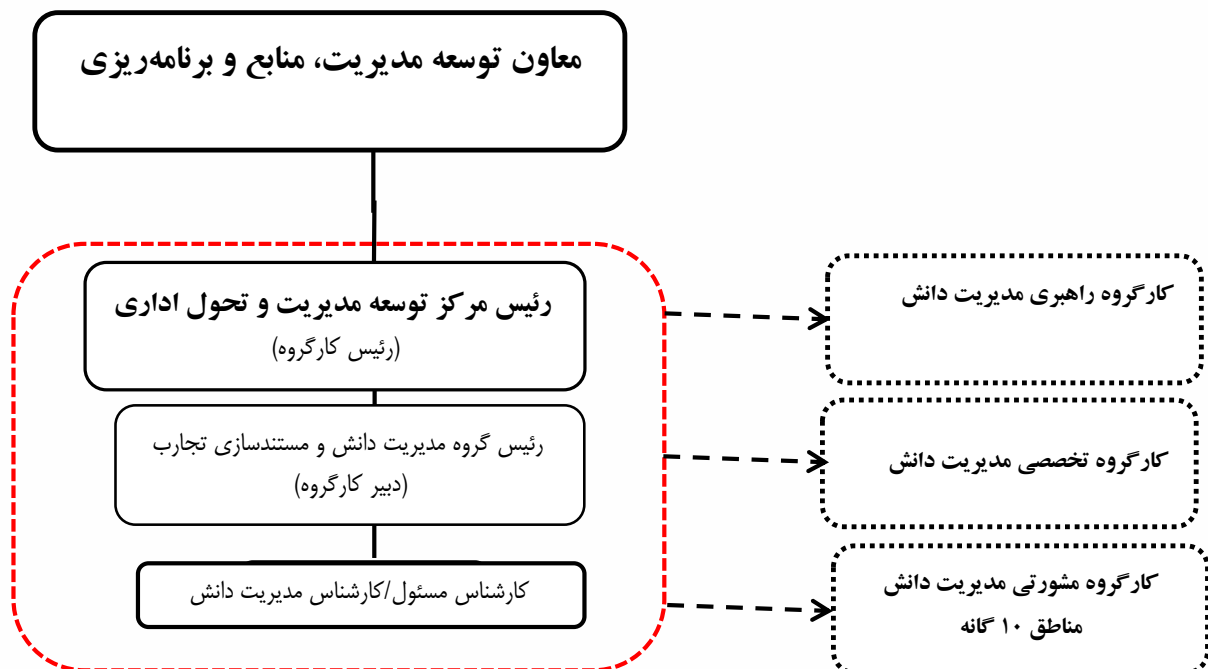 معاون توسعه مدیریت، منابع و برنامه‌ریزی
رئیس مرکز توسعه مدیریت و تحول اداری
(رئیس کارگروه)
رئیس گروه مدیریت دانش و مستندسازی تجارب
(دبیر کارگروه)
کارشناس مسئول/کارشناس مدیریت دانش
کارگروه راهبری مدیریت دانش
کارگروه تخصصی مدیریت دانش
کارگروه مشورتی مدیریت دانش
مناطق ۱۰ گانه